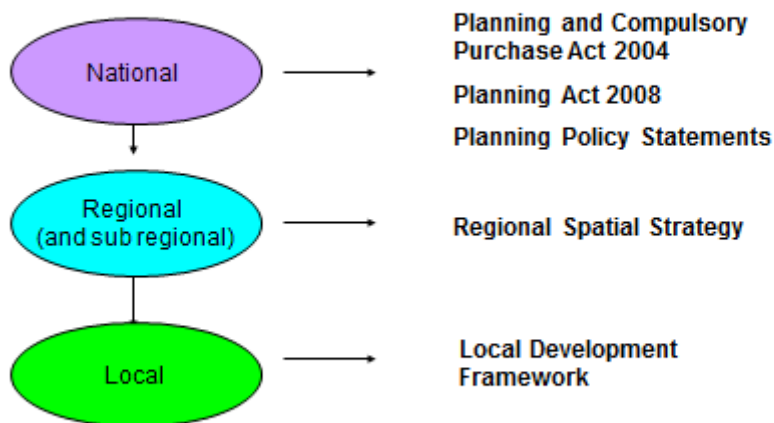 National
Planning and Compulsory
Purchase Act 2004
Planning Act 2008
Planning Policy Statements
Regional
(and sub regional)
Regional Spatial Strategy
Local
Local Development
Framework